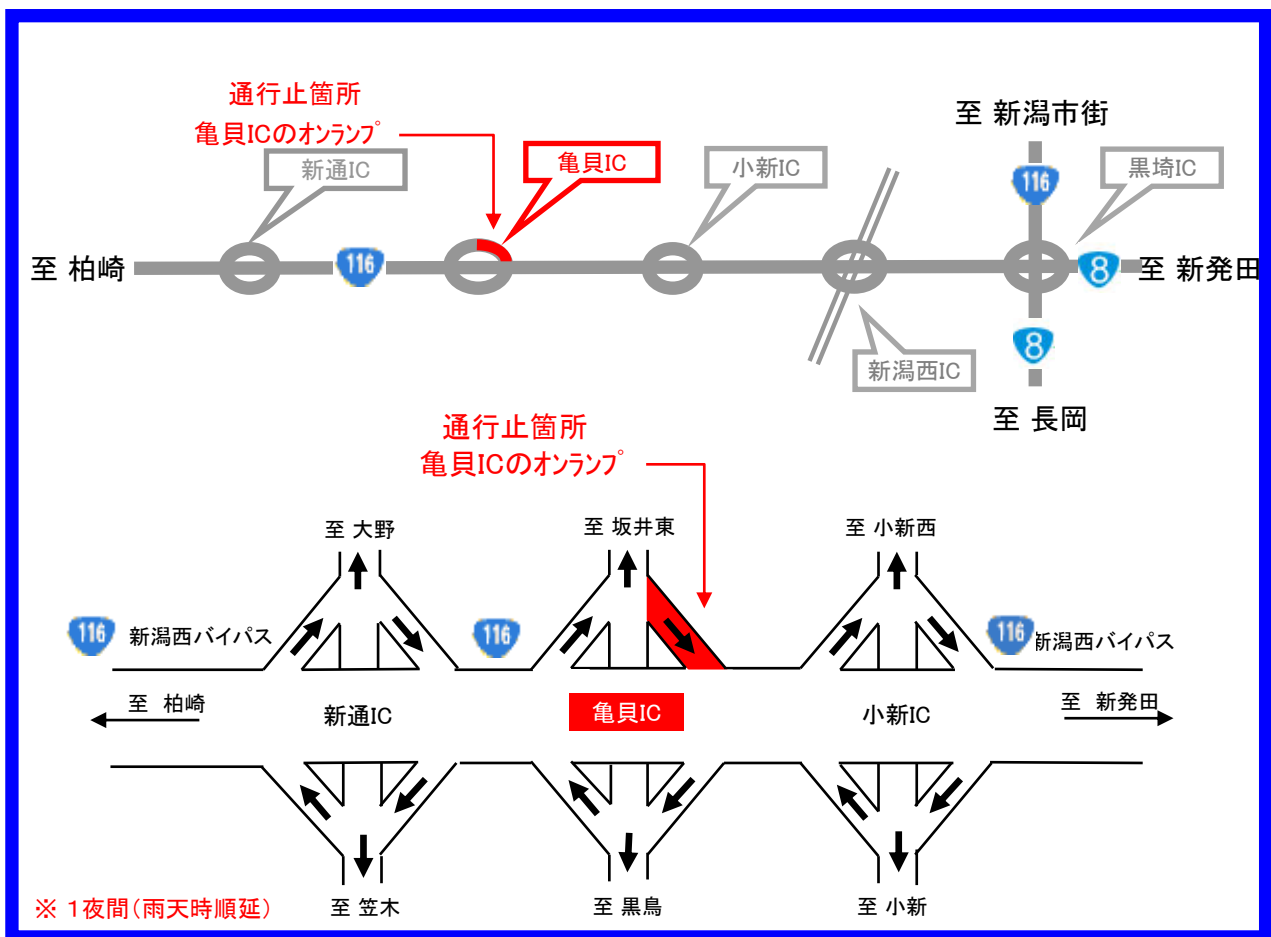 通行止箇所
亀貝ICのオンランプ
新通IC
亀貝IC
小新IC
至 新潟市街
116
黒埼IC
至 柏崎
116
8
至 新発田
8
新潟西IC
至 長岡
通行止箇所
亀貝ICのオンランプ
至 大野
至 坂井東
至 小新西
116
新潟西バイパス
116
116
新潟西バイパス
至 柏崎
新通IC
亀貝IC
小新IC
至 新発田
※ 1夜間(雨天時順延)
至 笠木
至 黒鳥
至 小新